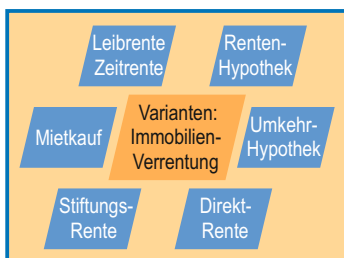 Leibrente
Zeitrente
Renten-
Hypothek
Mietkauf
Varianten:
Immobilien-
Verrentung
Umkehr-
Hypothek
Stiftungs-
Rente
Direkt-
Rente